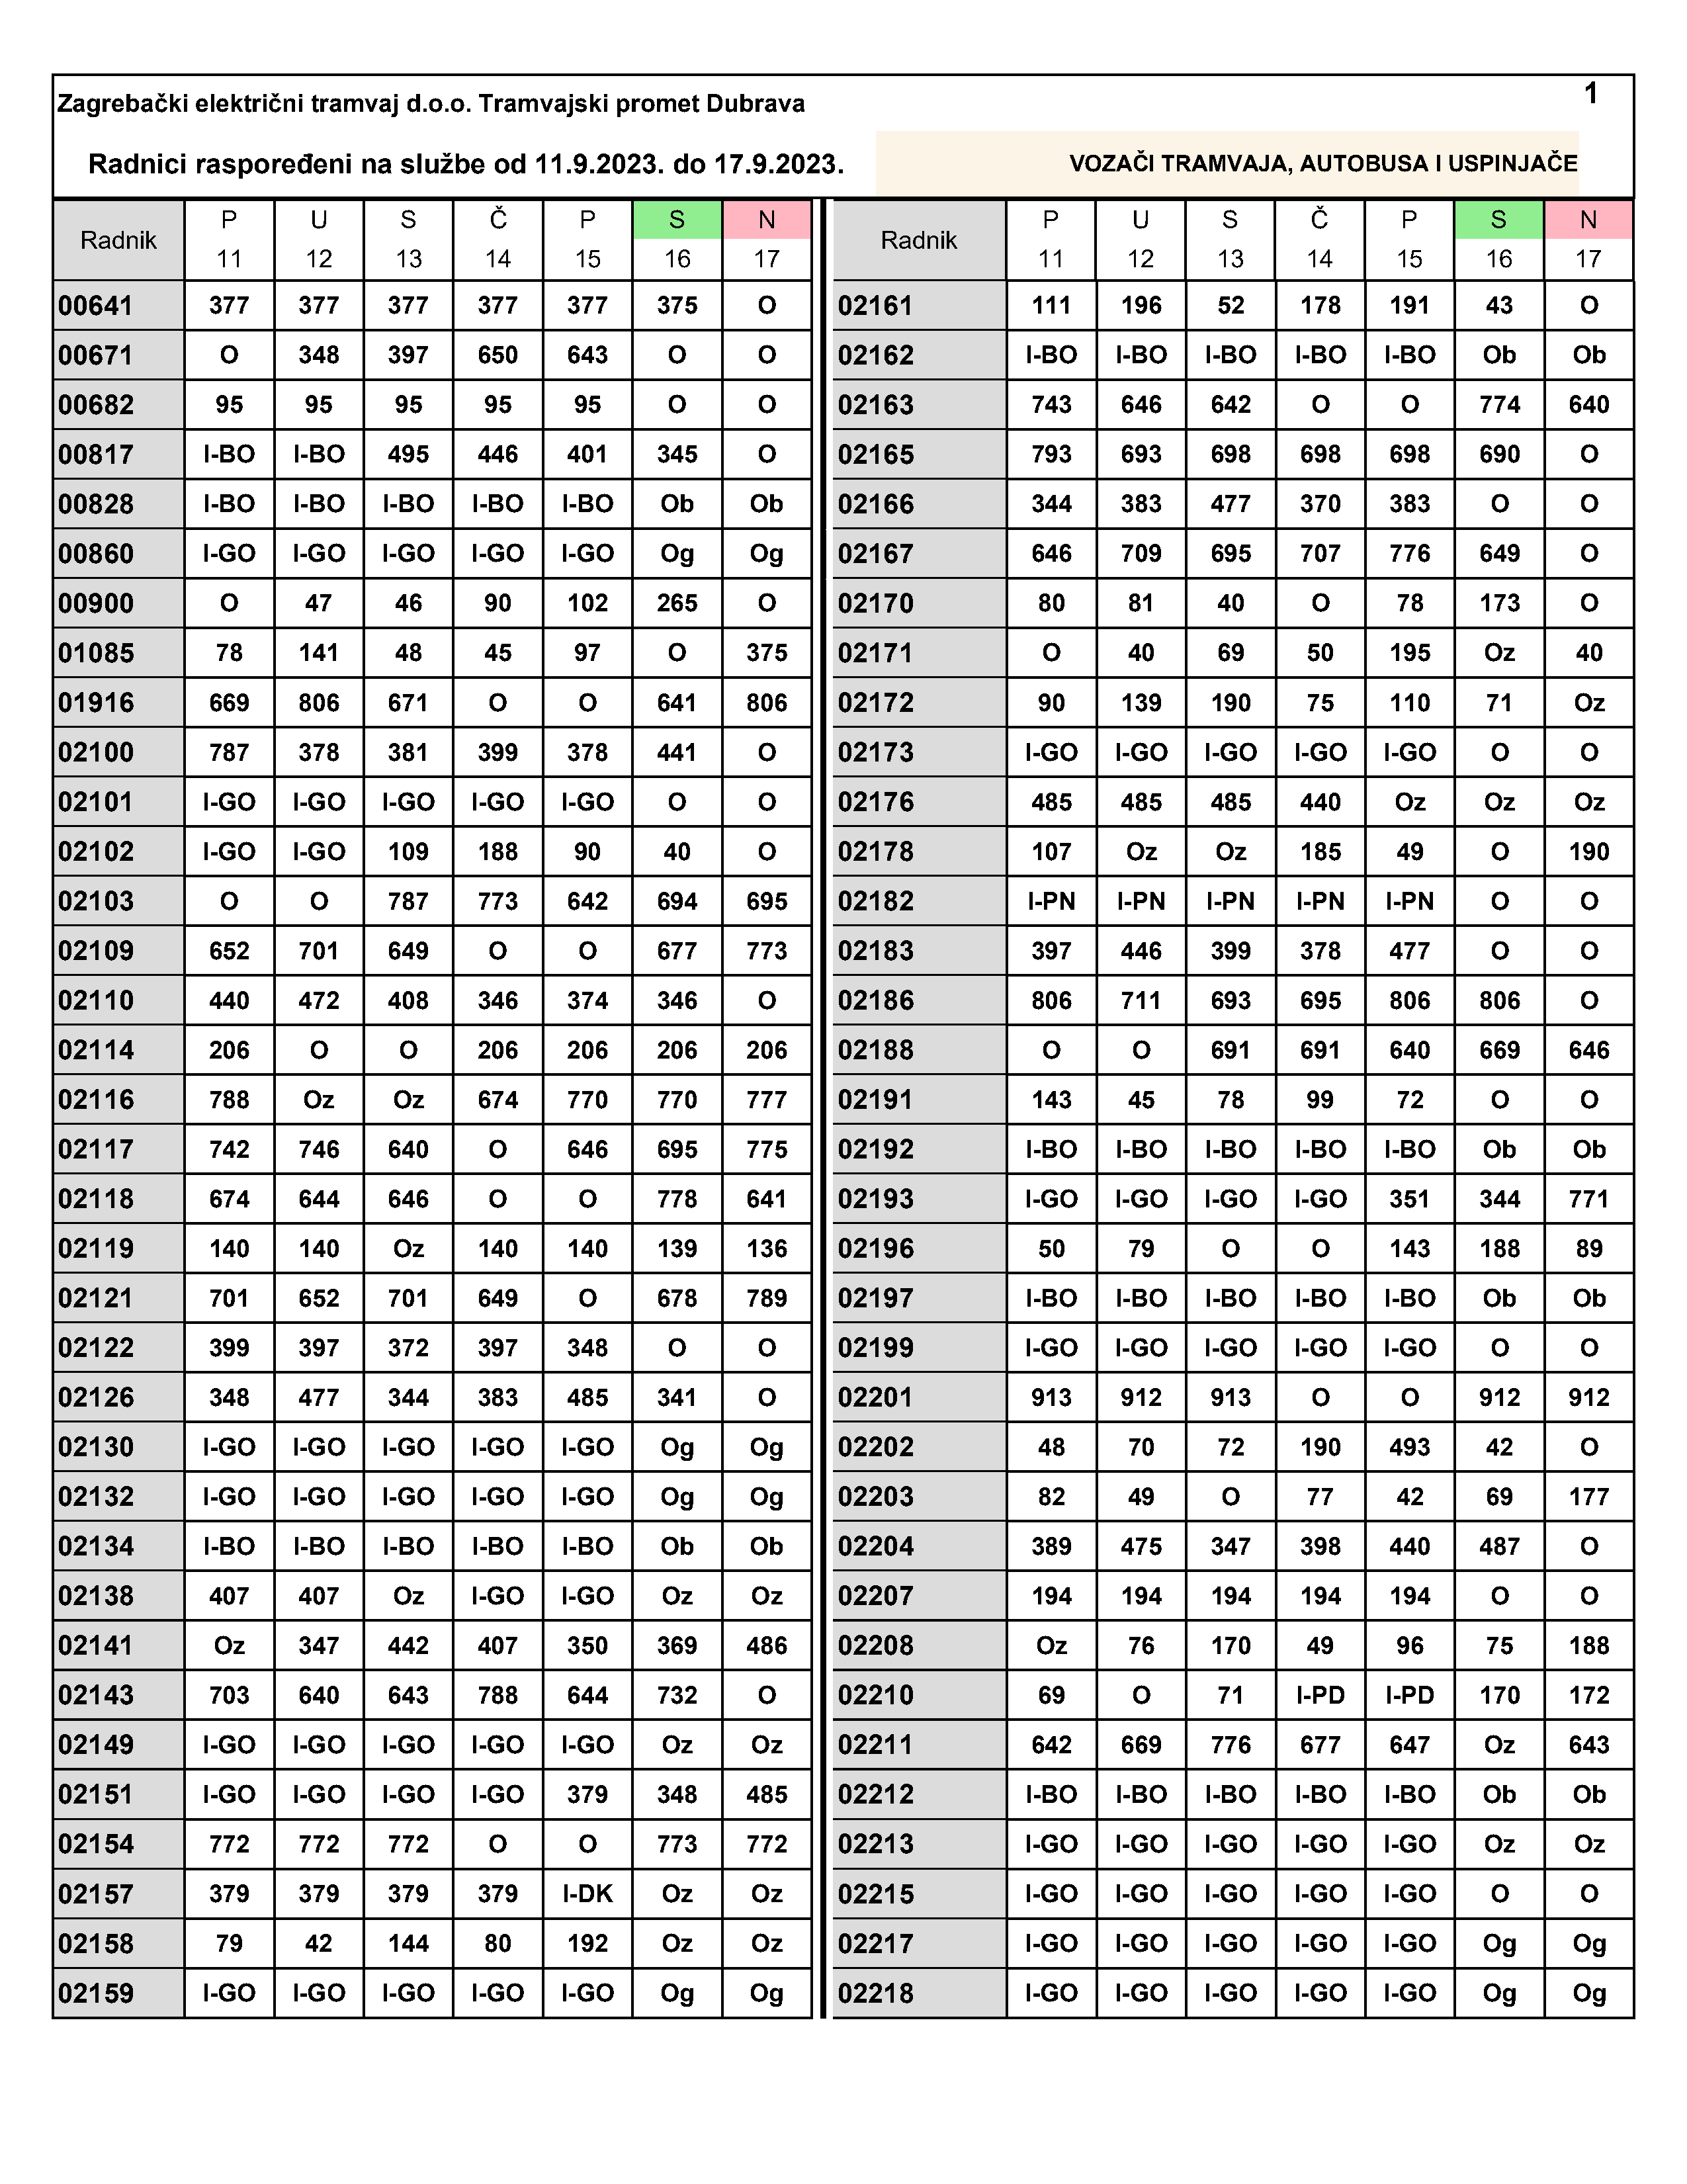 1
Zagrebački električni tramvaj d.o.o. Tramvajski promet Dubrava
Radnici raspoređeni na službe od 11.9.2023. do 17.9.2023. VOZAČI TRAMVAJA, AUTOBUSA I USPINJAČE
Radnik P U S Č P S N Radnik P U S Č P S N
11 12 13 14 15 16 17 11 12 13 14 15 16 17
00641 377 377 377 377 377 375 O 02161 111 196 52 178 191 43 O
00671 O 348 397 650 643 O O 02162 I-BO I-BO I-BO I-BO I-BO Ob Ob
00682 95 95 95 95 95 O O 02163 743 646 642 O O 774 640
00817 I-BO I-BO 495 446 401 345 O 02165 793 693 698 698 698 690 O
00828 I-BO I-BO I-BO I-BO I-BO Ob Ob 02166 344 383 477 370 383 O O
00860 I-GO I-GO I-GO I-GO I-GO Og Og 02167 646 709 695 707 776 649 O
00900 O 47 46 90 102 265 O 02170 80 81 40 O 78 173 O
01085 78 141 48 45 97 O 375 02171 O 40 69 50 195 Oz 40
01916 669 806 671 O O 641 806 02172 90 139 190 75 110 71 Oz
02100 787 378 381 399 378 441 O 02173 I-GO I-GO I-GO I-GO I-GO O O
02101 I-GO I-GO I-GO I-GO I-GO O O 02176 485 485 485 440 Oz Oz Oz
02102 I-GO I-GO 109 188 90 40 O 02178 107 Oz Oz 185 49 O 190
02103 O O 787 773 642 694 695 02182 I-PN I-PN I-PN I-PN I-PN O O
02109 652 701 649 O O 677 773 02183 397 446 399 378 477 O O
02110 440 472 408 346 374 346 O 02186 806 711 693 695 806 806 O
02114 206 O O 206 206 206 206 02188 O O 691 691 640 669 646
02116 788 Oz Oz 674 770 770 777 02191 143 45 78 99 72 O O
02117 742 746 640 O 646 695 775 02192 I-BO I-BO I-BO I-BO I-BO Ob Ob
02118 674 644 646 O O 778 641 02193 I-GO I-GO I-GO I-GO 351 344 771
02119 140 140 Oz 140 140 139 136 02196 50 79 O O 143 188 89
02121 701 652 701 649 O 678 789 02197 I-BO I-BO I-BO I-BO I-BO Ob Ob
02122 399 397 372 397 348 O O 02199 I-GO I-GO I-GO I-GO I-GO O O
02126 348 477 344 383 485 341 O 02201 913 912 913 O O 912 912
02130 I-GO I-GO I-GO I-GO I-GO Og Og 02202 48 70 72 190 493 42 O
02132 I-GO I-GO I-GO I-GO I-GO Og Og 02203 82 49 O 77 42 69 177
02134 I-BO I-BO I-BO I-BO I-BO Ob Ob 02204 389 475 347 398 440 487 O
02138 407 407 Oz I-GO I-GO Oz Oz 02207 194 194 194 194 194 O O
02141 Oz 347 442 407 350 369 486 02208 Oz 76 170 49 96 75 188
02143 703 640 643 788 644 732 O 02210 69 O 71 I-PD I-PD 170 172
02149 I-GO I-GO I-GO I-GO I-GO Oz Oz 02211 642 669 776 677 647 Oz 643
02151 I-GO I-GO I-GO I-GO 379 348 485 02212 I-BO I-BO I-BO I-BO I-BO Ob Ob
02154 772 772 772 O O 773 772 02213 I-GO I-GO I-GO I-GO I-GO Oz Oz
02157 379 379 379 379 I-DK Oz Oz 02215 I-GO I-GO I-GO I-GO I-GO O O
02158 79 42 144 80 192 Oz Oz 02217 I-GO I-GO I-GO I-GO I-GO Og Og
02159 I-GO I-GO I-GO I-GO I-GO Og Og 02218 I-GO I-GO I-GO I-GO I-GO Og Og